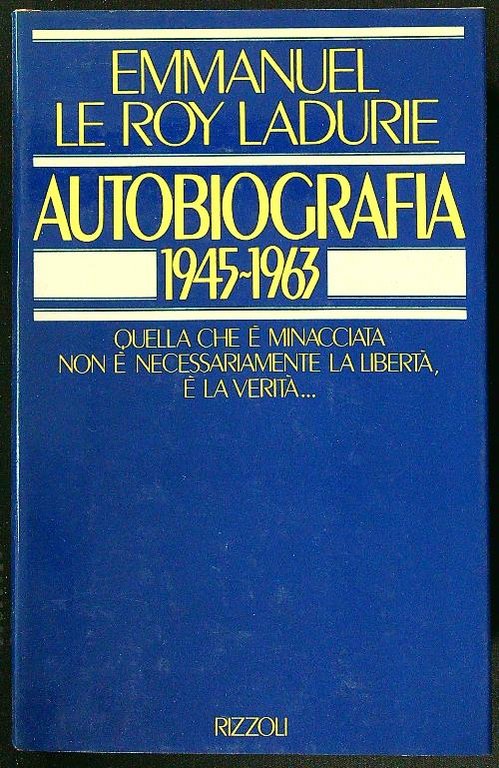 EMMANUEL
LE ROY LADURIE
AUTOBIOGRAFIA
1945~1963
QUELLA CHE È MINACCIATA
NON È NECESSARIAMENTE LA LIBERTÀ,
È LA VERITÀ...
RIZZOLI